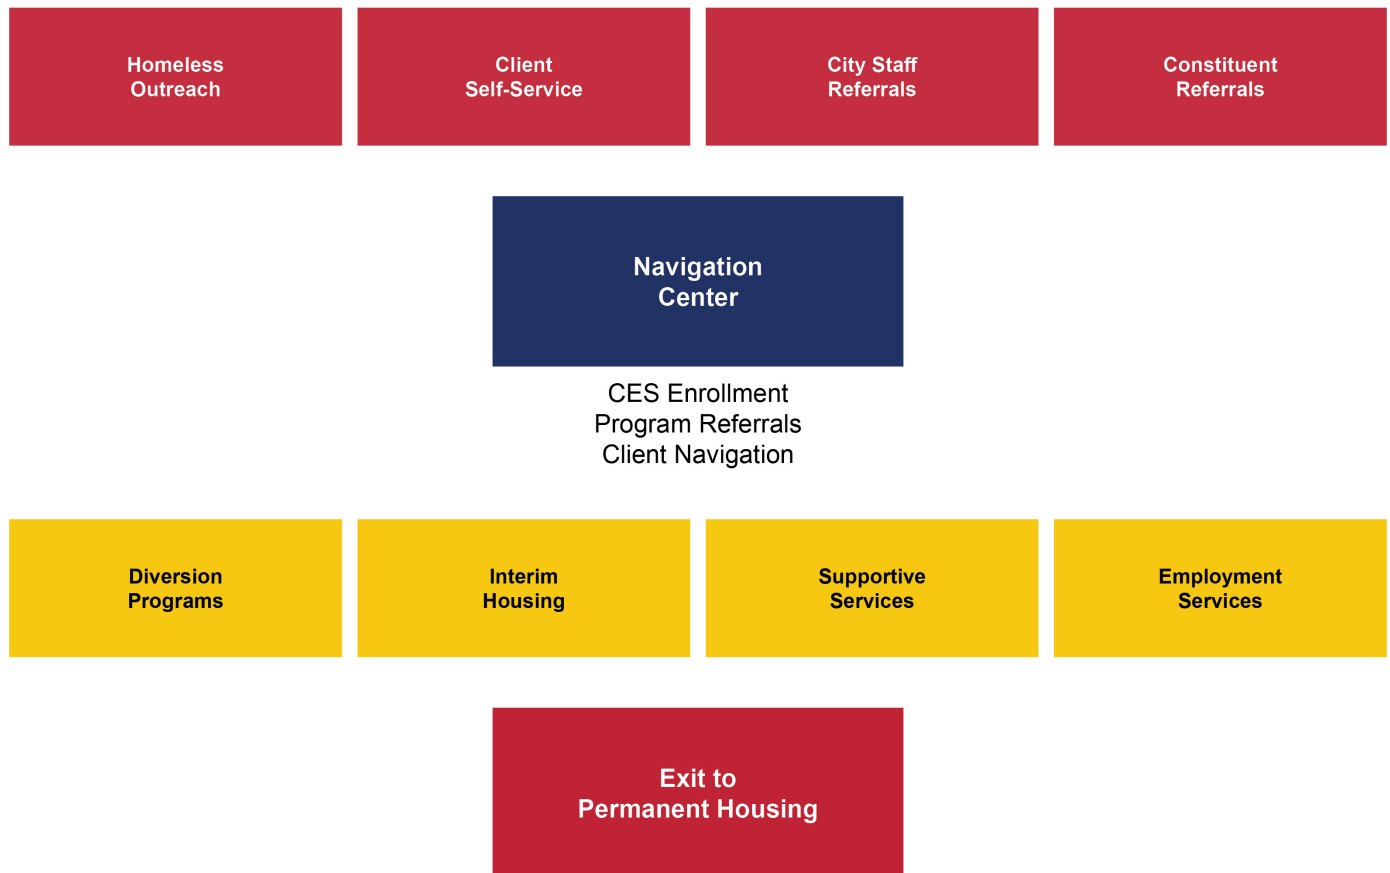 Homeless
Outreach
Client
Self-Service
City Staff
Referrals
Constituent
Referrals
Navigation
Center
CES Enrollment
Program Referrals
Client Navigation
Diversion
Programs
Interim
Housing
Supportive
Services
Employment
Services
Exit to
Permanent Housing